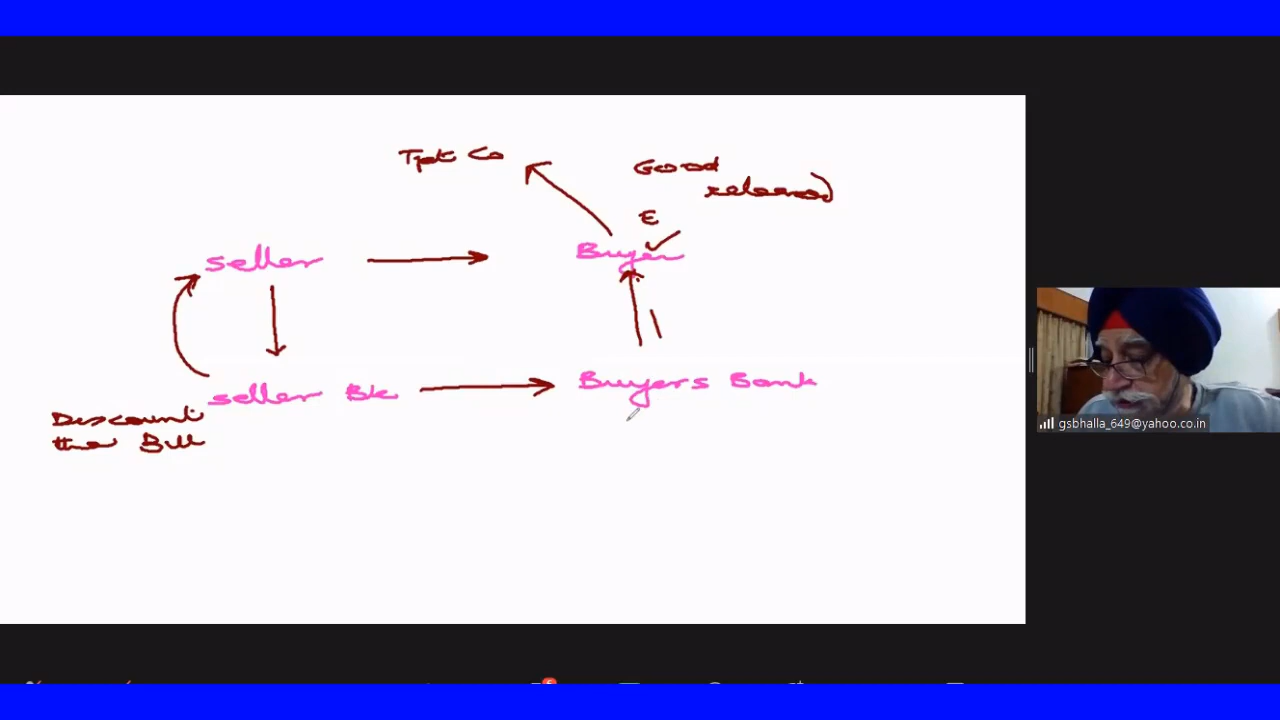 Tpt Co
Good
released
E
seller
Buyer
seller Bk
Buyers Bank
Discount
the Bill
gsbhalla_649@yahoo.co.in